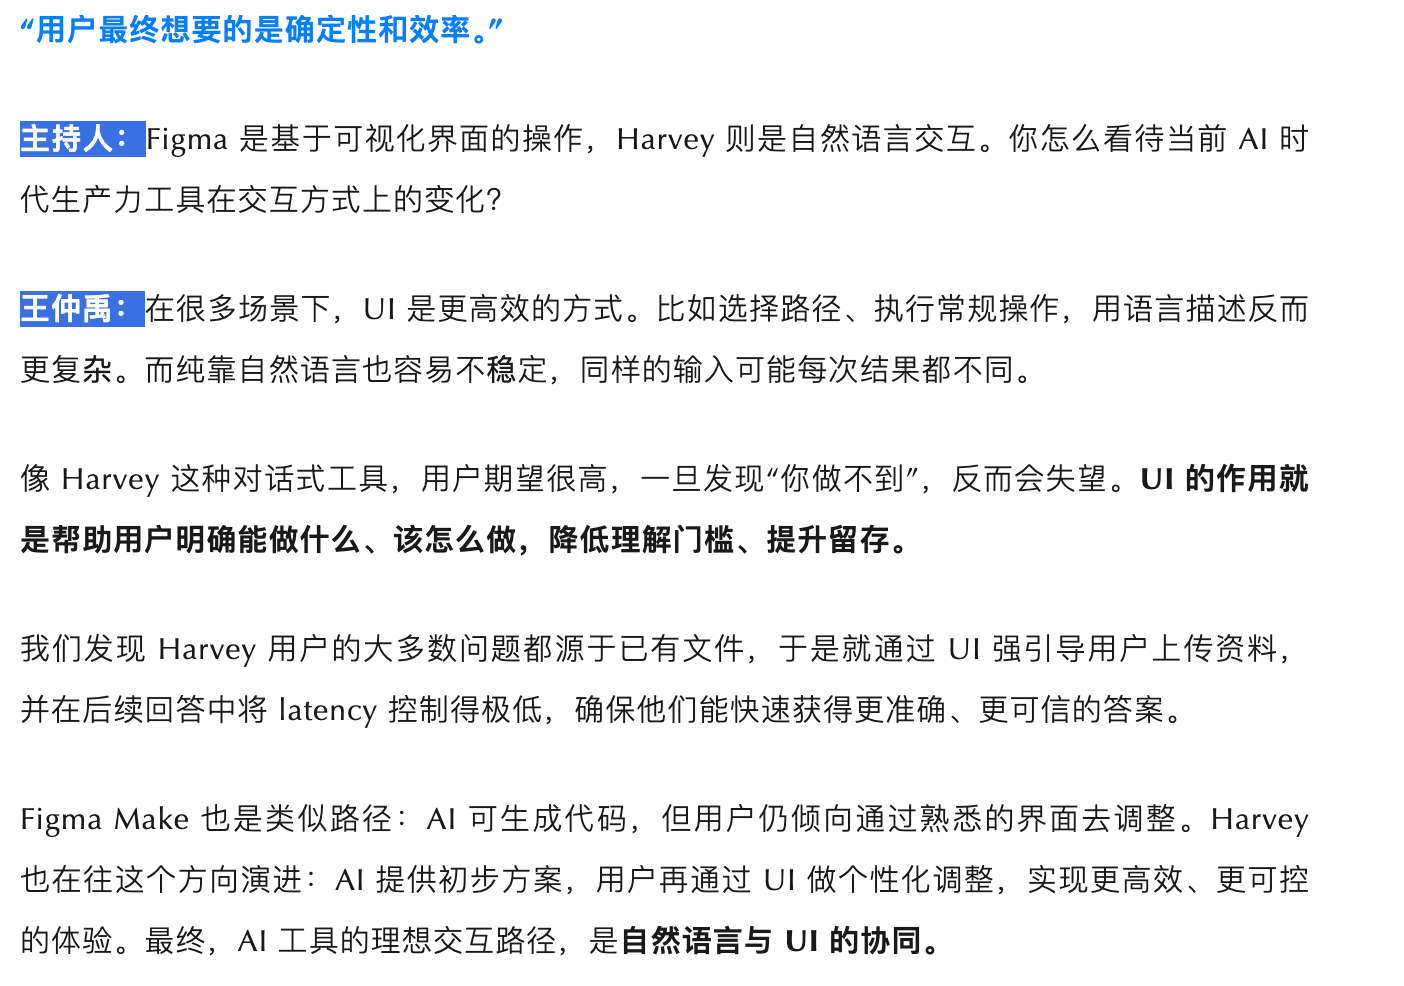 “用户最终想要的是确定性和效率。”
主持人：Figma 是基于可视化界面的操作，Harvey 则是自然语言交互。你怎么看待当前 AI 时
代生产力工具在交互方式上的变化？
王仲禹：在很多场景下，UI 是更高效的方式。比如选择路径、执行常规操作，用语言描述反而
更复杂。而纯靠自然语言也容易不稳定，同样的输入可能每次结果都不同。
像 Harvey 这种对话式工具，用户期望很高，一旦发现“你做不到”，反而会失望。UI 的作用就
是帮助用户明确能做什么、该怎么做，降低理解门槛、提升留存。
我们发现 Harvey 用户的大多数问题都源于已有文件，于是就通过 UI 强引导用户上传资料，
并在后续回答中将 latency 控制得极低，确保他们能快速获得更准确、更可信的答案。
Figma Make 也是类似路径：AI 可生成代码，但用户仍倾向通过熟悉的界面去调整。Harvey
也在往这个方向演进：AI 提供初步方案，用户再通过 UI 做个性化调整，实现更高效、更可控
的体验。最终，AI 工具的理想交互路径，是自然语言与 UI 的协同。